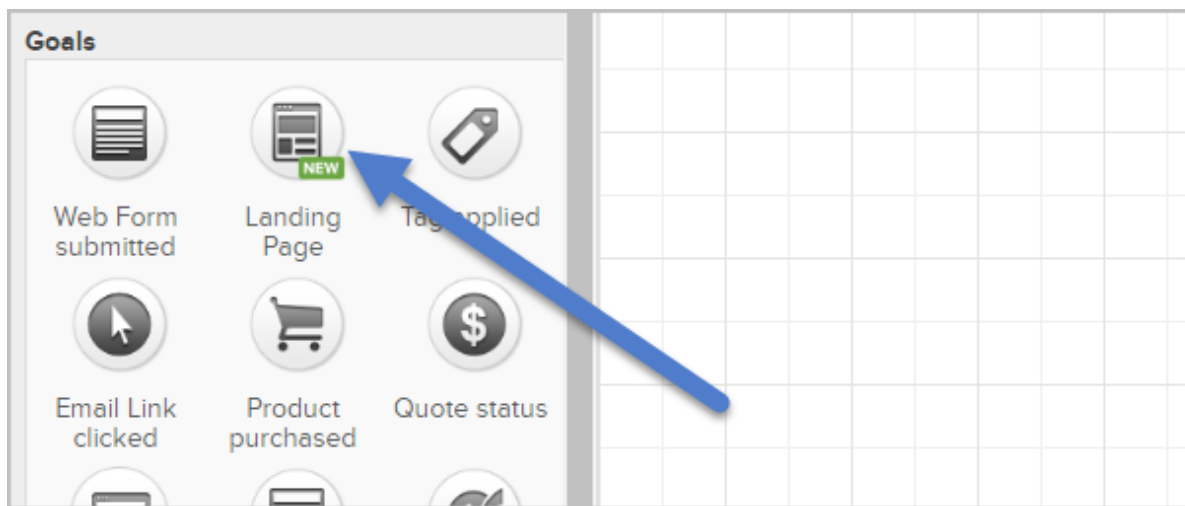 Goals
NEW
Web Form
submitted
Landing
Page
Tag applied
Email Link
clicked
Product
purchased
Quote status